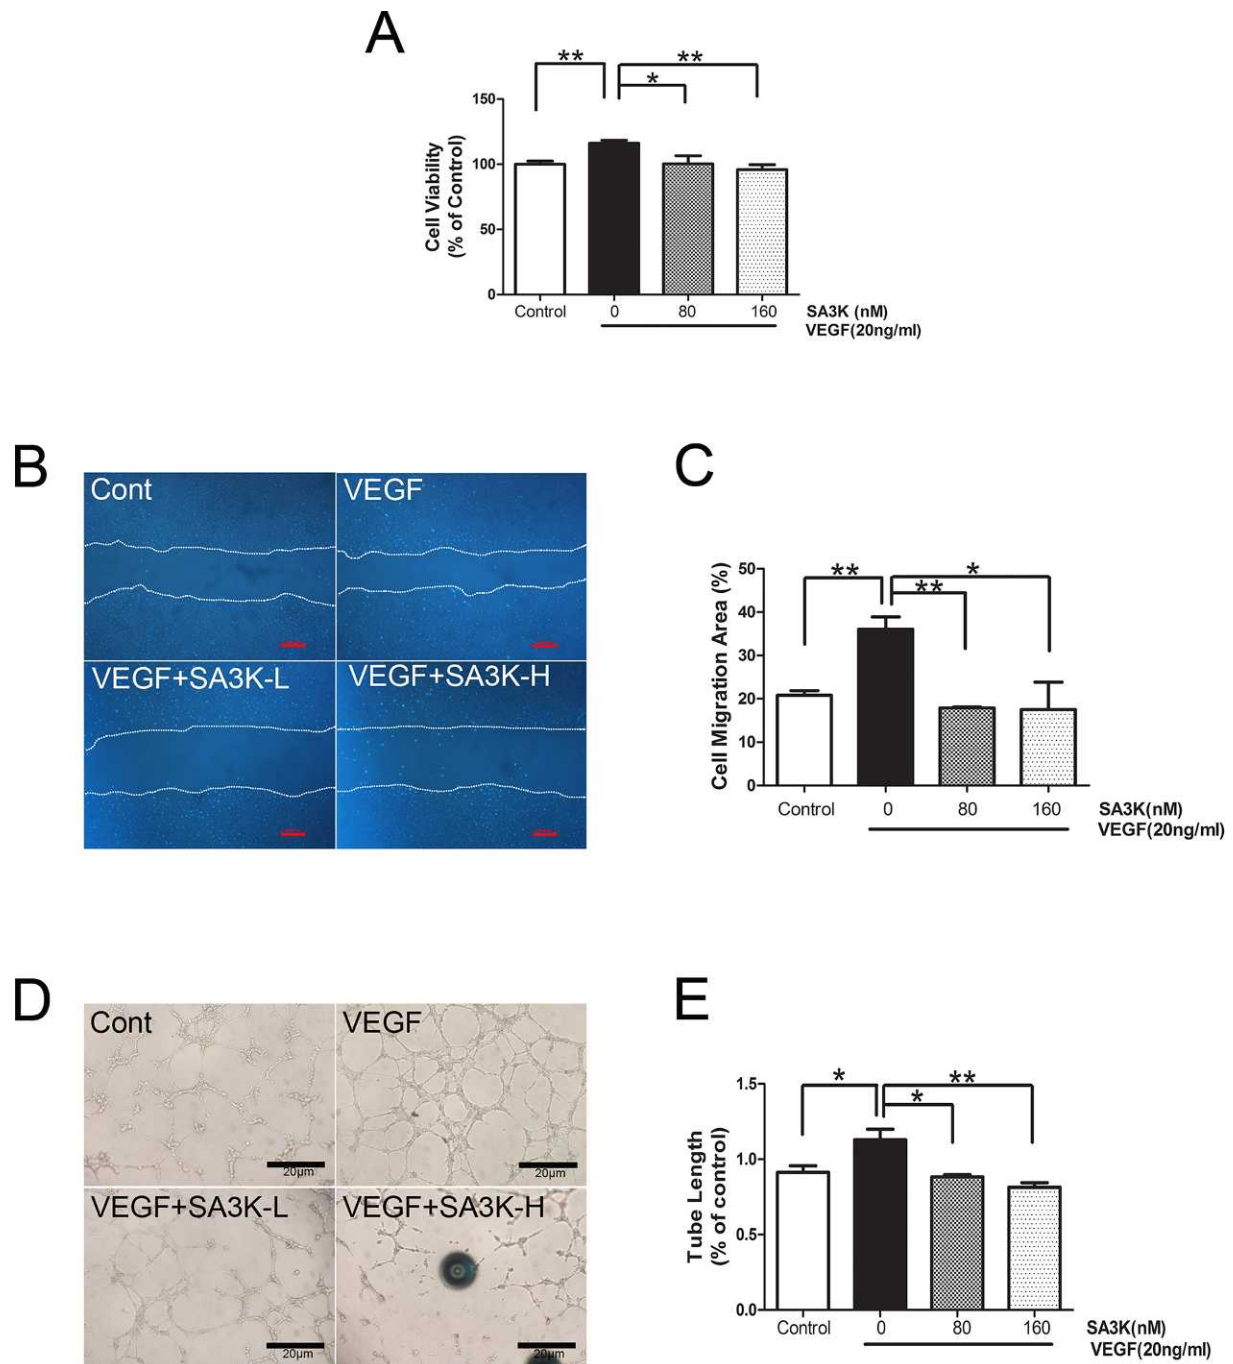 A
** **
*
150
100
50
0
Cell Viability
(% of Control)
Control 0 80 160 SA3K (nM)
VEGF(20ng/ml)
B
Cont VEGF
VEGF+SA3K-L VEGF+SA3K-H
C
** *
**
50
40
30
20
10
0
Cell Migration Area (%)
Control 0 80 160 SA3K(nM)
VEGF(20ng/ml)
D
Cont VEGF
20μm 20μm
VEGF+SA3K-L VEGF+SA3K-H
20μm 20μm
E
* **
*
1.5
1.0
0.5
0.0
Tube Length
(% of control)
Control 0 80 160 SA3K(nM)
VEGF(20ng/ml)